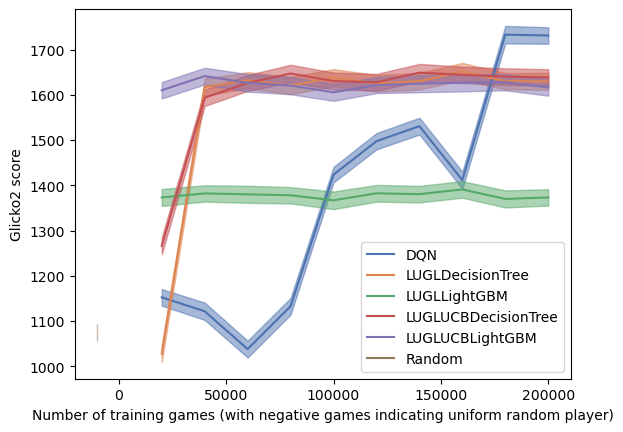 Glicko2 score
1700
1600
1500
1400
1300
1200
1100
1000
0
50000
100000
150000
200000
Number of training games (with negative games indicating uniform random player)
DQN
LUGLDecisionTree
LUGLLightGBM
LUGLUCBDecisionTree
LUGLUCBLightGBM
Random